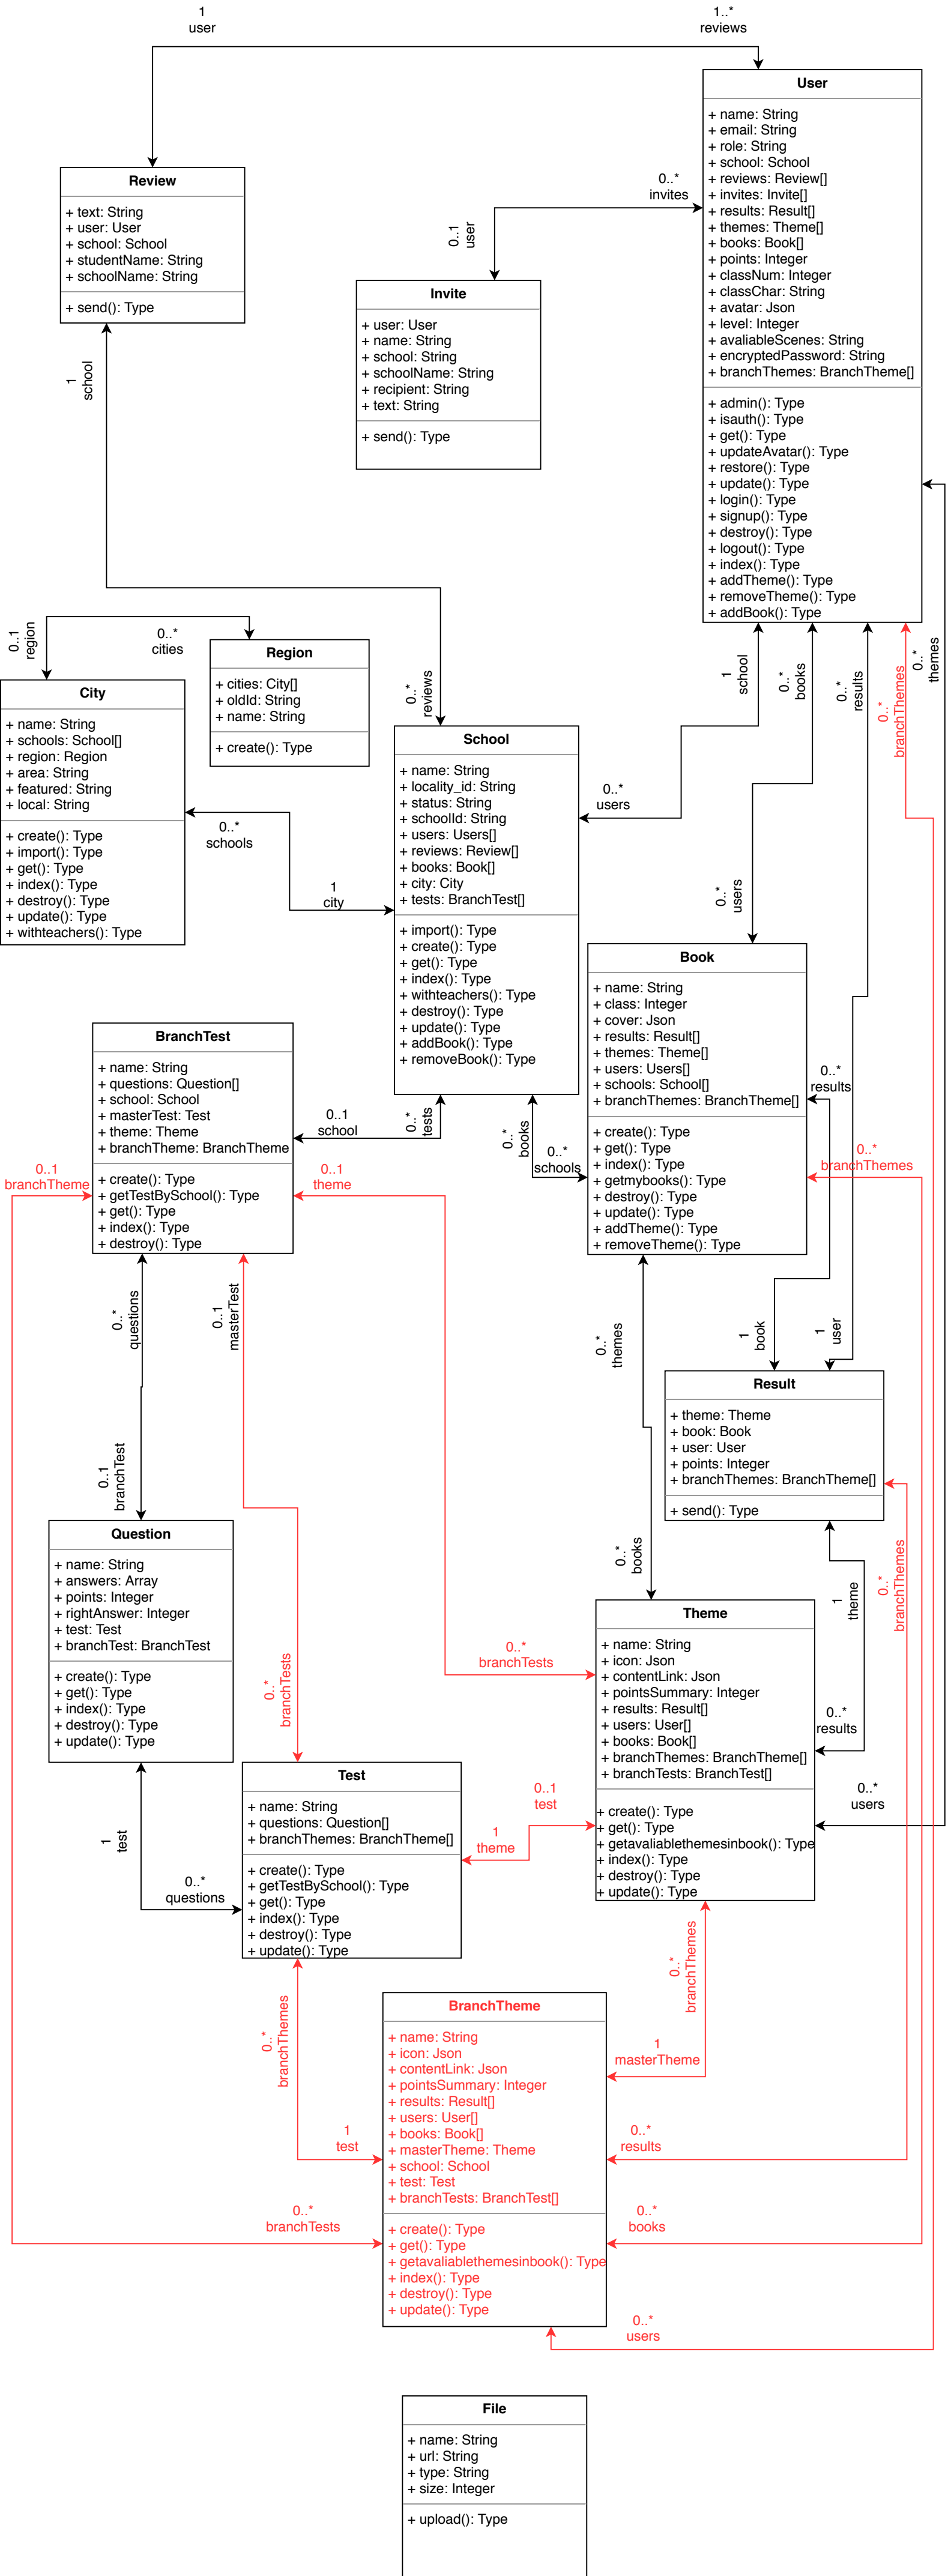 1
user
1..*
reviews
User
+ name: String
+ email: String
+ role: String
+ school: School
+ reviews: Review[]
+ invites: Invite[]
+ results: Result[]
+ themes: Theme[]
+ books: Book[]
+ points: Integer
+ classNum: Integer
+ classChar: String
+ avatar: Json
+ level: Integer
+ avaliableScenes: String
+ encryptedPassword: String
+ branchThemes: BranchTheme[]
+ admin(): Type
+ isauth(): Type
+ get(): Type
+ updateAvatar(): Type
+ restore(): Type
+ update(): Type
+ login(): Type
+ signup(): Type
+ destroy(): Type
+ logout(): Type
+ index(): Type
+ addTheme(): Type
+ removeTheme(): Type
+ addBook(): Type
Review
+ text: String
+ user: User
+ school: School
+ studentName: String
+ schoolName: String
+ send(): Type
0..*
invites
0..1
user
Invite
+ user: User
+ name: String
+ school: String
+ schoolName: String
+ recipient: String
+ text: String
+ send(): Type
1
school
0..1
region
0..*
cities
Region
+ cities: City[]
+ oldId: String
+ name: String
+ create(): Type
City
+ name: String
+ schools: School[]
+ region: Region
+ area: String
+ featured: String
+ local: String
+ create(): Type
+ import(): Type
+ get(): Type
+ index(): Type
+ destroy(): Type
+ update(): Type
+ withteachers(): Type
0..*
schools
1
city
0..*
reviews
School
+ name: String
+ locality_id: String
+ status: String
+ schoolId: String
+ users: Users[]
+ reviews: Review[]
+ books: Book[]
+ city: City
+ tests: BranchTest[]
+ import(): Type
+ create(): Type
+ get(): Type
+ index(): Type
+ withteachers(): Type
+ destroy(): Type
+ update(): Type
+ addBook(): Type
+ removeBook(): Type
0..*
users
1
school
0..*
books
0..*
results
0..*
branchThemes
0..*
themes
0..*
users
Book
+ name: String
+ class: Integer
+ cover: Json
+ results: Result[]
+ themes: Theme[]
+ users: Users[]
+ schools: School[]
+ branchThemes: BranchTheme[]
+ create(): Type
+ get(): Type
+ index(): Type
+ getmybooks(): Type
+ destroy(): Type
+ update(): Type
+ addTheme(): Type
+ removeTheme(): Type
0..*
results
0..*
branchThemes
BranchTest
+ name: String
+ questions: Question[]
+ school: School
+ masterTest: Test
+ theme: Theme
+ branchTheme: BranchTheme
+ create(): Type
+ getTestBySchool(): Type
+ get(): Type
+ index(): Type
+ destroy(): Type
0..1
school
0..*
tests
0..*
books
0..*
schools
0..1
branchTheme
0..1
theme
0..*
questions
0..1
masterTest
0..*
themes
1
book
1
user
Result
+ theme: Theme
+ book: Book
+ user: User
+ points: Integer
+ branchThemes: BranchTheme[]
+ send(): Type
0..1
branchTest
Question
+ name: String
+ answers: Array
+ points: Integer
+ rightAnswer: Integer
+ test: Test
+ branchTest: BranchTest
+ create(): Type
+ get(): Type
+ index(): Type
+ destroy(): Type
+ update(): Type
0..*
books
1
theme
0..*
branchThemes
0..*
branchTests
0..*
branchTests
Theme
+ name: String
+ icon: Json
+ contentLink: Json
+ pointsSummary: Integer
+ results: Result[]
+ users: User[]
+ books: Book[]
+ branchThemes: BranchTheme[]
+ branchTests: BranchTest[]
+ create(): Type
+ get(): Type
+ getavaliablethemesinbook(): Type
+ index(): Type
+ destroy(): Type
+ update(): Type
0..*
results
0..*
users
Test
+ name: String
+ questions: Question[]
+ branchThemes: BranchTheme[]
+ create(): Type
+ getTestBySchool(): Type
+ get(): Type
+ index(): Type
+ destroy(): Type
+ update(): Type
0..1
test
1
theme
1
test
0..*
questions
0..*
branchThemes
0..*
branchThemes
BranchTheme
+ name: String
+ icon: Json
+ contentLink: Json
+ pointsSummary: Integer
+ results: Result[]
+ users: User[]
+ books: Book[]
+ masterTheme: Theme
+ school: School
+ test: Test
+ branchTests: BranchTest[]
+ create(): Type
+ get(): Type
+ getavaliablethemesinbook(): Type
+ index(): Type
+ destroy(): Type
+ update(): Type
1
masterTheme
1
test
0..*
results
0..*
branchTests
0..*
books
0..*
users
File
+ name: String
+ url: String
+ type: String
+ size: Integer
+ upload(): Type